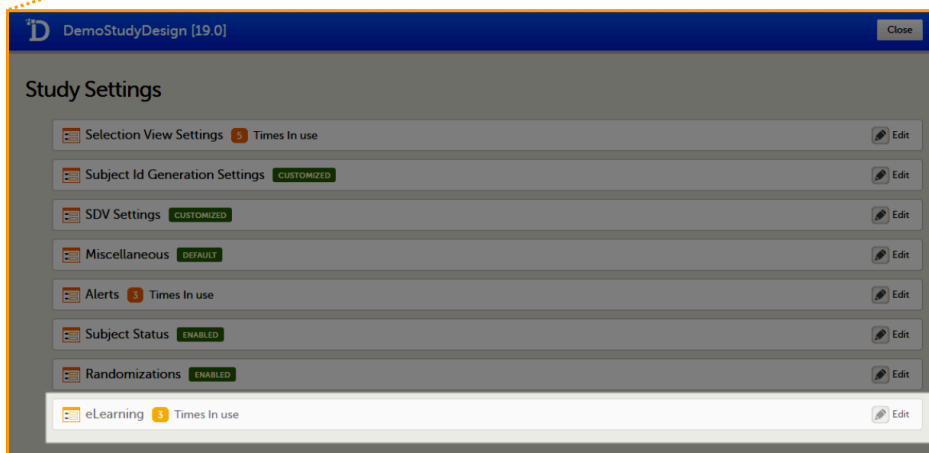 DemoStudyDesign [19.0] Close
Study Settings
Selection View Settings 5 Times In use Edit
Subject Id Generation Settings CUSTOMIZED Edit
SDV Settings CUSTOMIZED Edit
Miscellaneous DEFAULT Edit
Alerts 3 Times In use Edit
Subject Status ENABLED Edit
Randomizations ENABLED Edit
eLearning 3 Times In use Edit